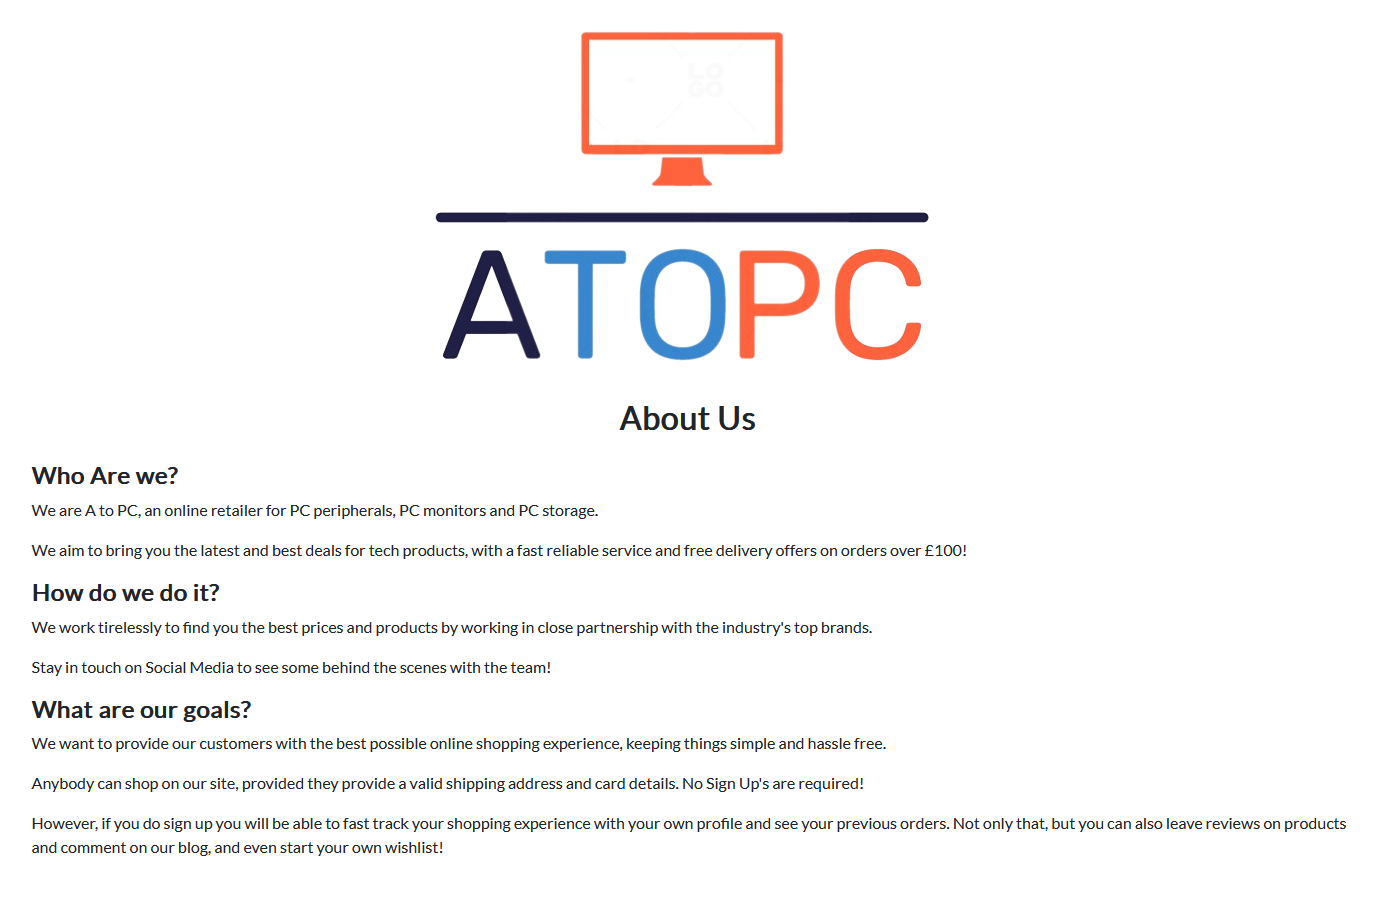 LO
GO
ATOPC
About Us
Who Are we?
We are A to PC, an online retailer for PC peripherals, PC monitors and PC storage.
We aim to bring you the latest and best deals for tech products, with a fast reliable service and free delivery offers on orders over £100!
How do we do it?
We work tirelessly to find you the best prices and products by working in close partnership with the industry's top brands.
Stay in touch on Social Media to see some behind the scenes with the team!
What are our goals?
We want to provide our customers with the best possible online shopping experience, keeping things simple and hassle free.
Anybody can shop on our site, provided they provide a valid shipping address and card details. No Sign Up's are required!
However, if you do sign up you will be able to fast track your shopping experience with your own profile and see your previous orders. Not only that, but you can also leave reviews on products
and comment on our blog, and even start your own wishlist!